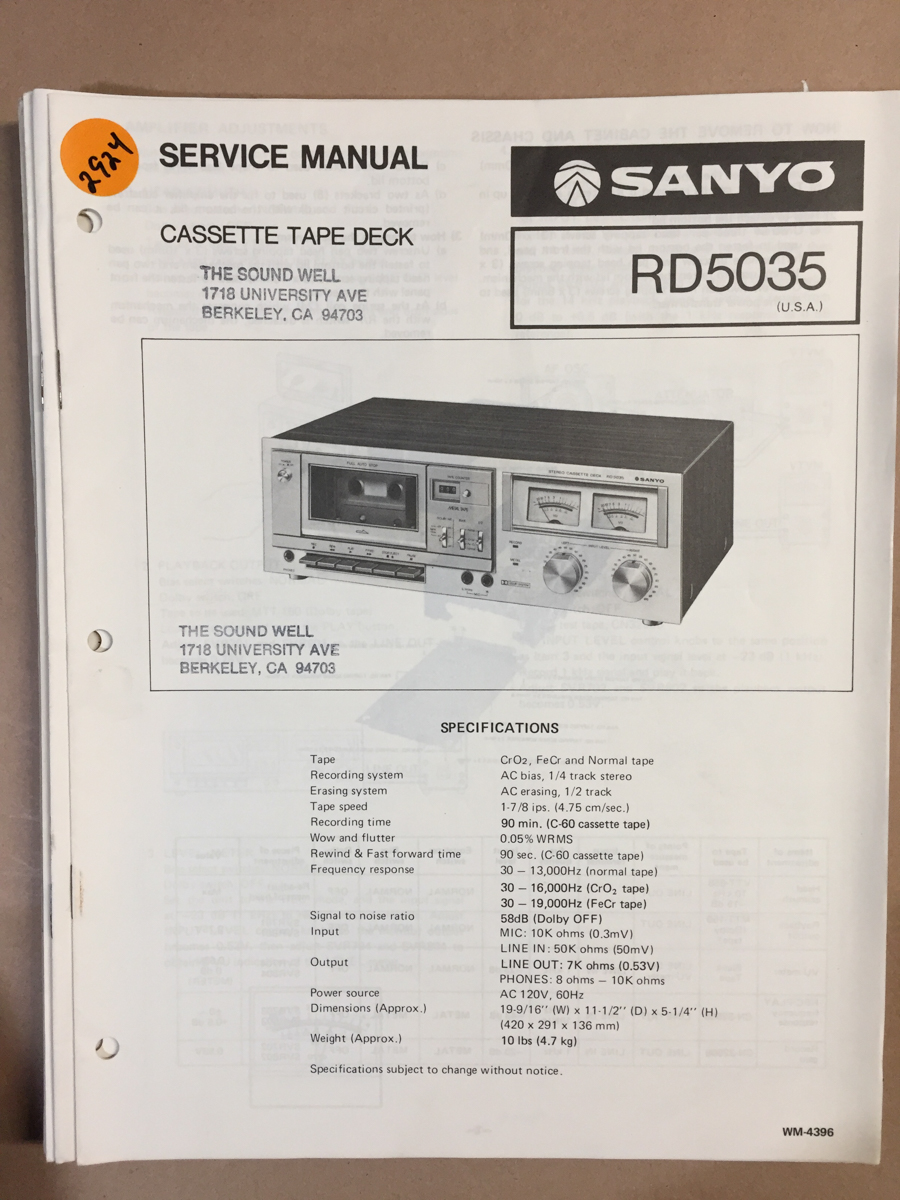 2924
SERVICE MANUAL
SANYO
CASSETTE TAPE DECK
RD5035
(U.S.A.)
THE SOUND WELL
1718 UNIVERSITY AVE
BERKELEY, CA 94703
FULL AUTO STOP
STEREO CASSETTE DECK RD5035
SANYO
THE SOUND WELL
1718 UNIVERSITY AVE
BERKELEY, CA 94703
SPECIFICATIONS
Tape CrO2, FeCr and Normal tape
Recording system AC bias, 1/4 track stereo
Erasing system AC erasing, 1/2 track
Tape speed 1-7/8 ips. (4.75 cm/sec.)
Recording time 90 min. (C-60 cassette tape)
Wow and flutter 0.05% WRMS
Rewind & Fast forward time 90 sec. (C-60 cassette tape)
Frequency response 30 – 13,000Hz (normal tape)
30 – 16,000Hz (CrO2 tape)
30 – 19,000Hz (FeCr tape)
Signal to noise ratio 58dB (Dolby OFF)
Input MIC: 10K ohms (0.3mV)
LINE IN: 50K ohms (50mV)
Output LINE OUT: 7K ohms (0.53V)
PHONES: 8 ohms – 10K ohms
Power source AC 120V, 60Hz
Dimensions (Approx.) 19-9/16'' (W) x 11-1/2'' (D) x 5-1/4'' (H)
(420 x 291 x 136 mm)
Weight (Approx.) 10 lbs (4.7 kg)
Specifications subject to change without notice.
WM-4396